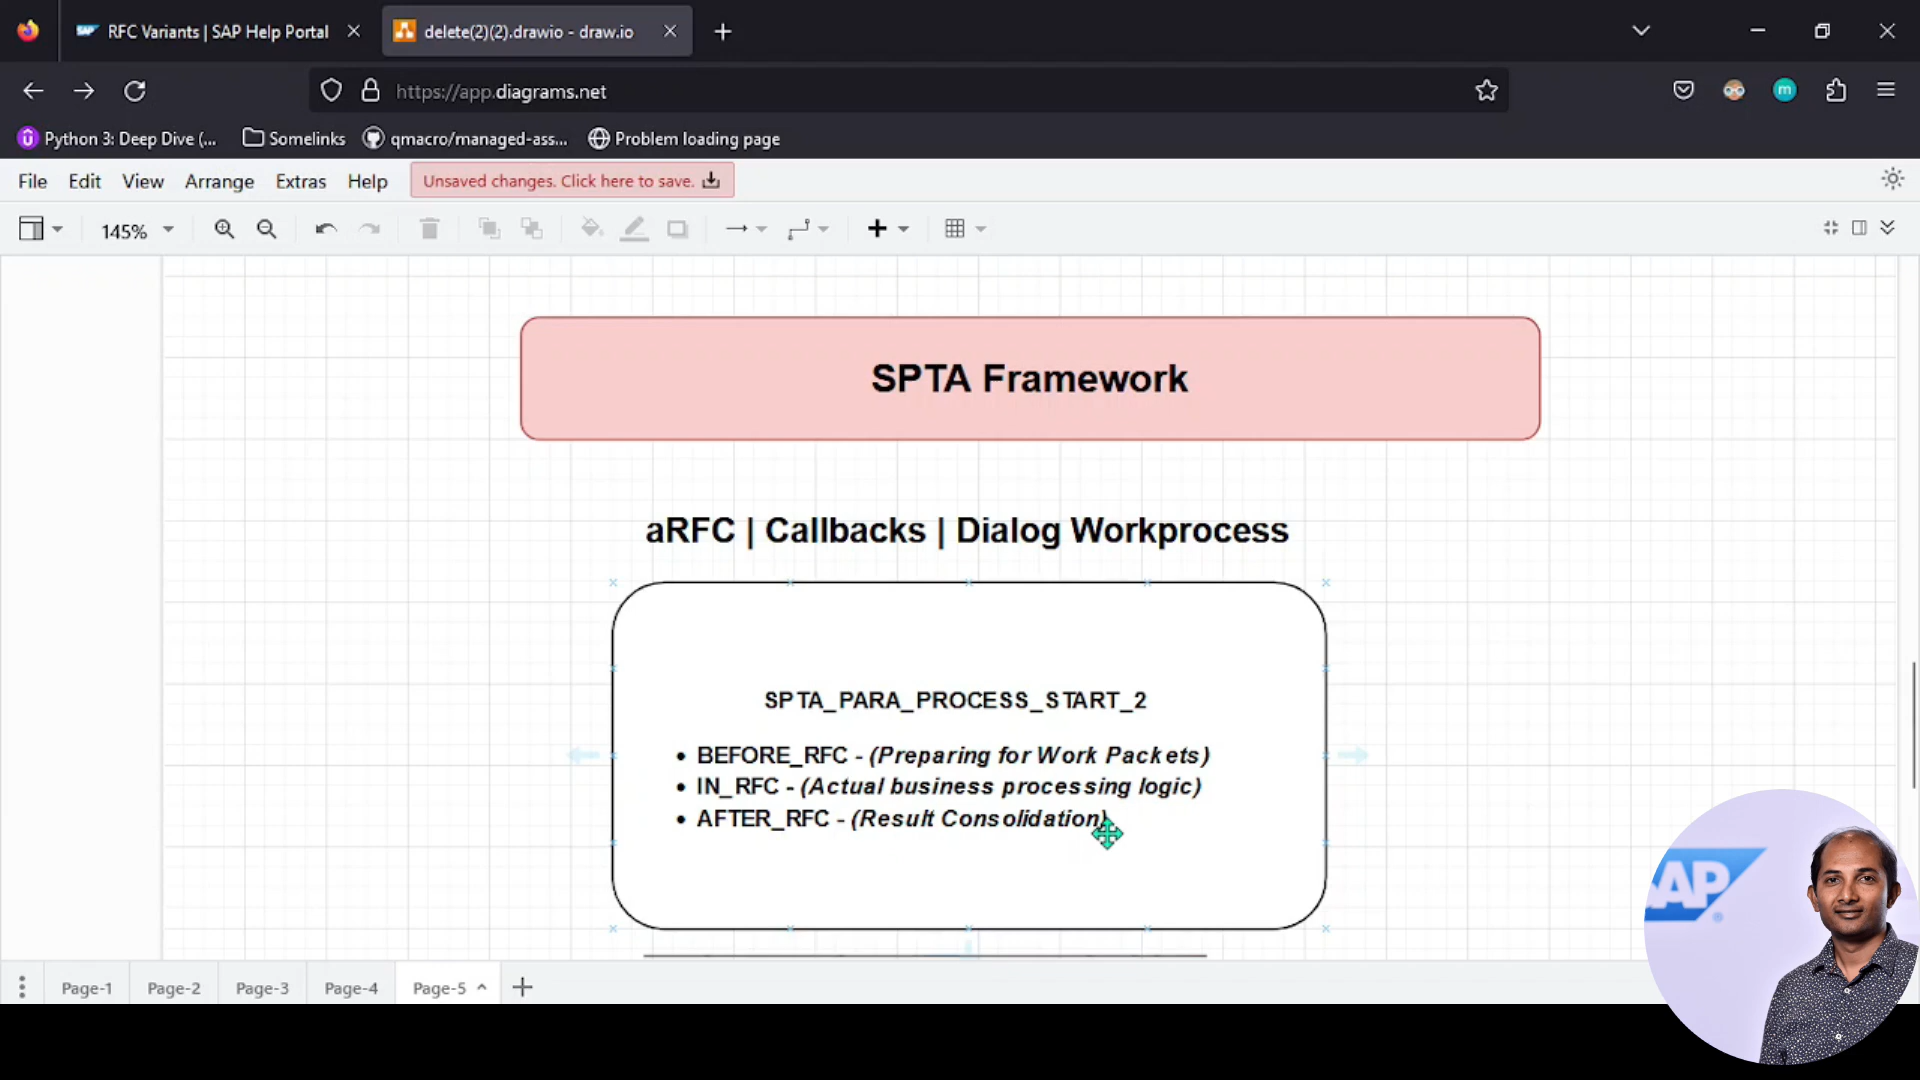 RFC Variants | SAP Help Portal
delete(2)(2).drawio - draw.io
https://app.diagrams.net
Python 3: Deep Dive (... Somelinks qmacro/managed-ass... Problem loading page
File Edit View Arrange Extras Help Unsaved changes. Click here to save.
145%
SPTA Framework
aRFC | Callbacks | Dialog Workprocess
SPTA_PARA_PROCESS_START_2
• BEFORE_RFC - (Preparing for Work Packets)
• IN_RFC - (Actual business processing logic)
• AFTER_RFC - (Result Consolidation)
Page-1 Page-2 Page-3 Page-4 Page-5
SAP